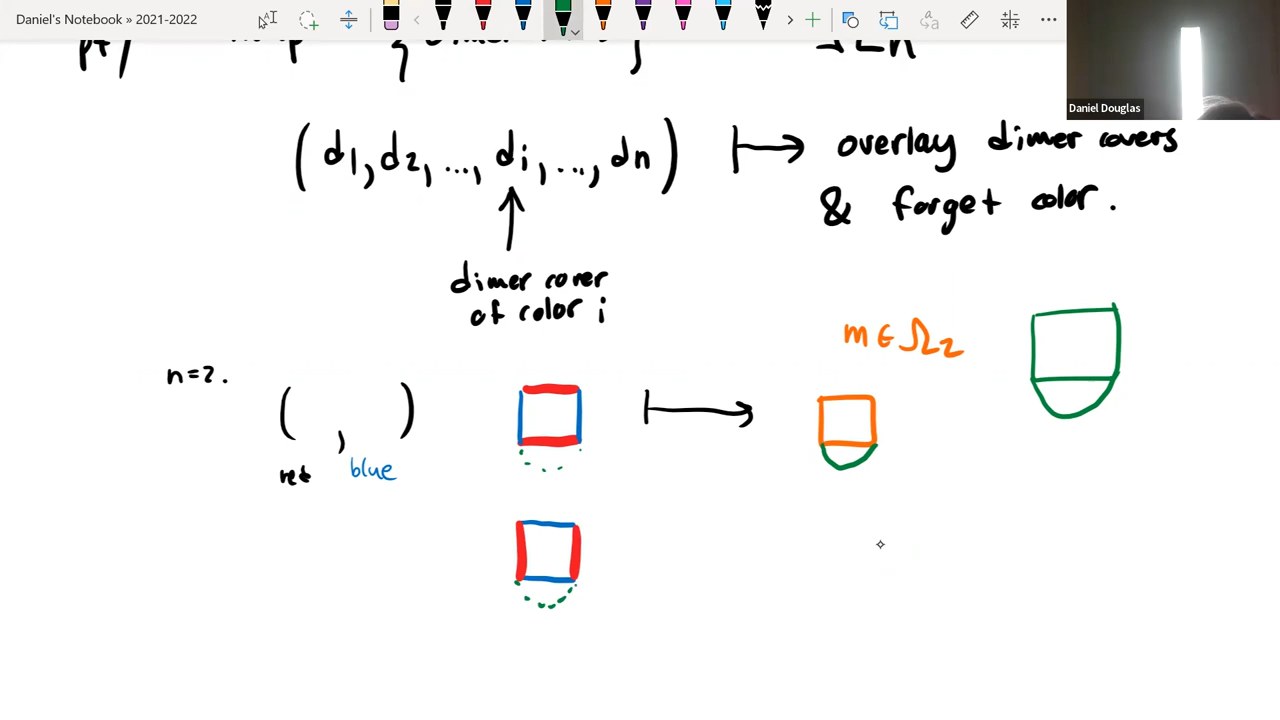 Daniel's Notebook » 2021-2022
Daniel Douglas
(d1, d2, ..., di, ..., dn) ↦ overlay dimer covers
& forget color.
dimer cover
of color i
m ∈ Ω2
n=2.
( , )
blue